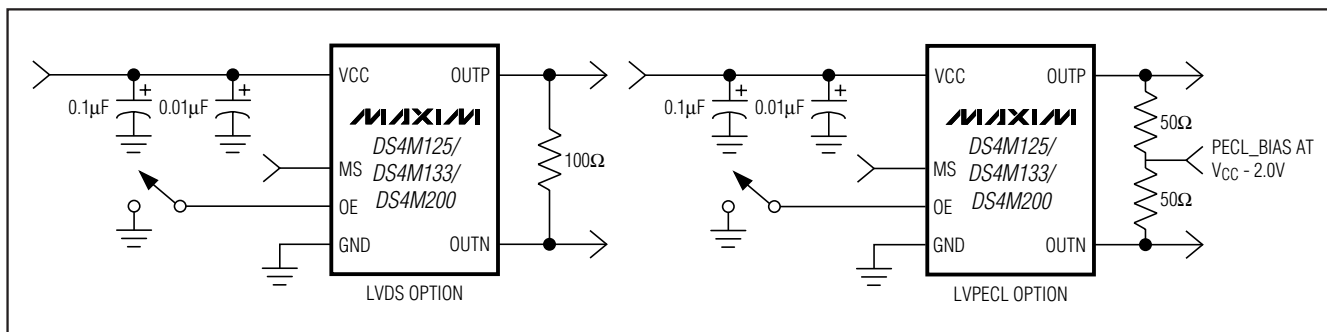 VCC
OUTP
0.1µF
+
0.01µF
+
MAXIM
DS4M125/
DS4M133/
DS4M200
MS
OE
GND
OUTN
100Ω
LVDS OPTION
VCC
OUTP
0.1µF
+
0.01µF
+
MAXIM
DS4M125/
DS4M133/
DS4M200
MS
OE
GND
OUTN
50Ω
PECL_BIAS AT
VCC - 2.0V
50Ω
LVPECL OPTION